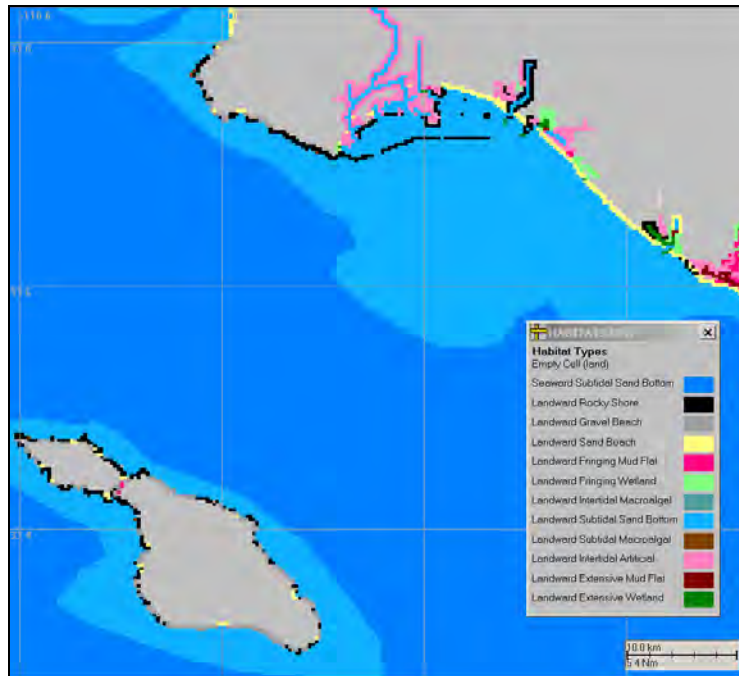 Habitat Types
Empty Cell (land)
Seaward Subtidal Sand Bottom
Landward Rocky Shore
Landward Gravel Beach
Landward Sand Beach
Landward Fringing Mud Flat
Landward Fringing Wetland
Landward Intertidal Macroalgal
Landward Subtidal Sand Bottom
Landward Subtidal Macroalgal
Landward Intertidal Artificial
Landward Extensive Mud Flat
Landward Extensive Wetland
10.0 km
5.4 Nm